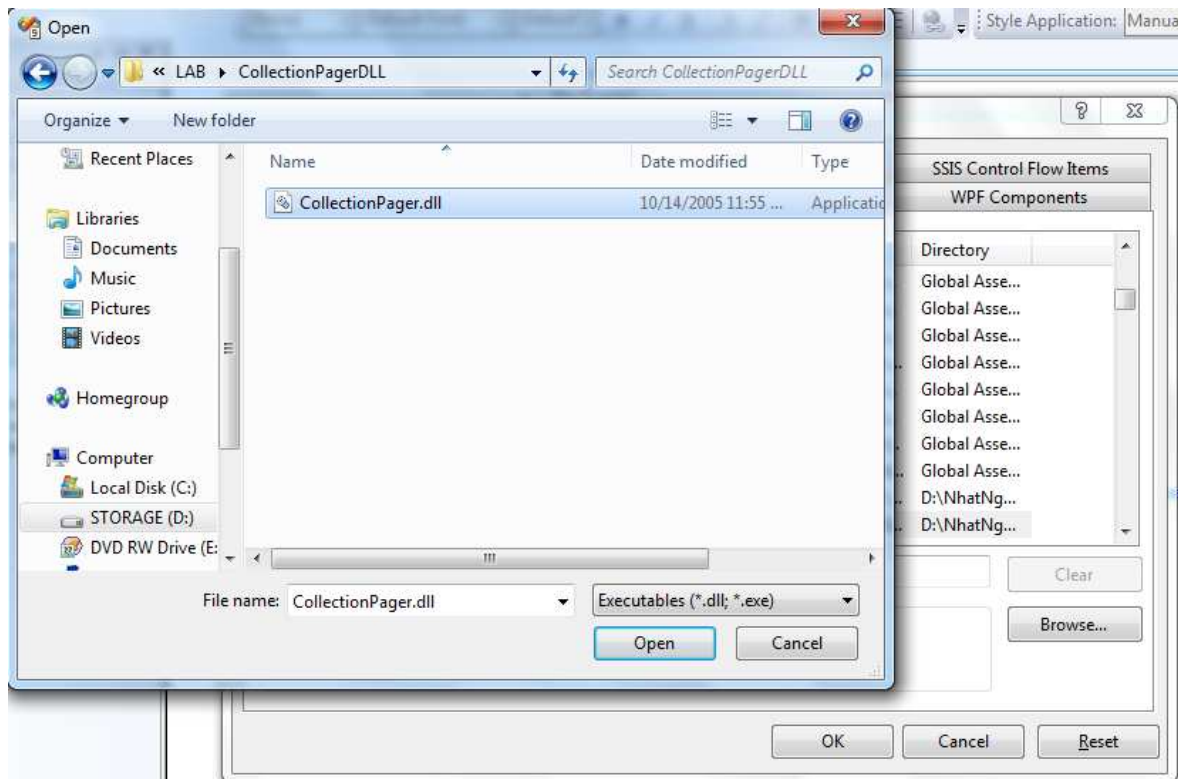 Open
Style Application: Manua
« LAB ▸ CollectionPagerDLL
Search CollectionPagerDLL
Organize
New folder
Recent Places
Libraries
Documents
Music
Pictures
Videos
Homegroup
Computer
Local Disk (C:)
STORAGE (D:)
DVD RW Drive (E:
Name
Date modified
Type
CollectionPager.dll
10/14/2005 11:55 ...
Applicatio
File name:
CollectionPager.dll
Executables (*.dll; *.exe)
Open
Cancel
SSIS Control Flow Items
WPF Components
Directory
Global Asse...
Global Asse...
Global Asse...
Global Asse...
Global Asse...
Global Asse...
Global Asse...
Global Asse...
D:\NhatNg...
D:\NhatNg...
Clear
Browse...
OK
Cancel
Reset